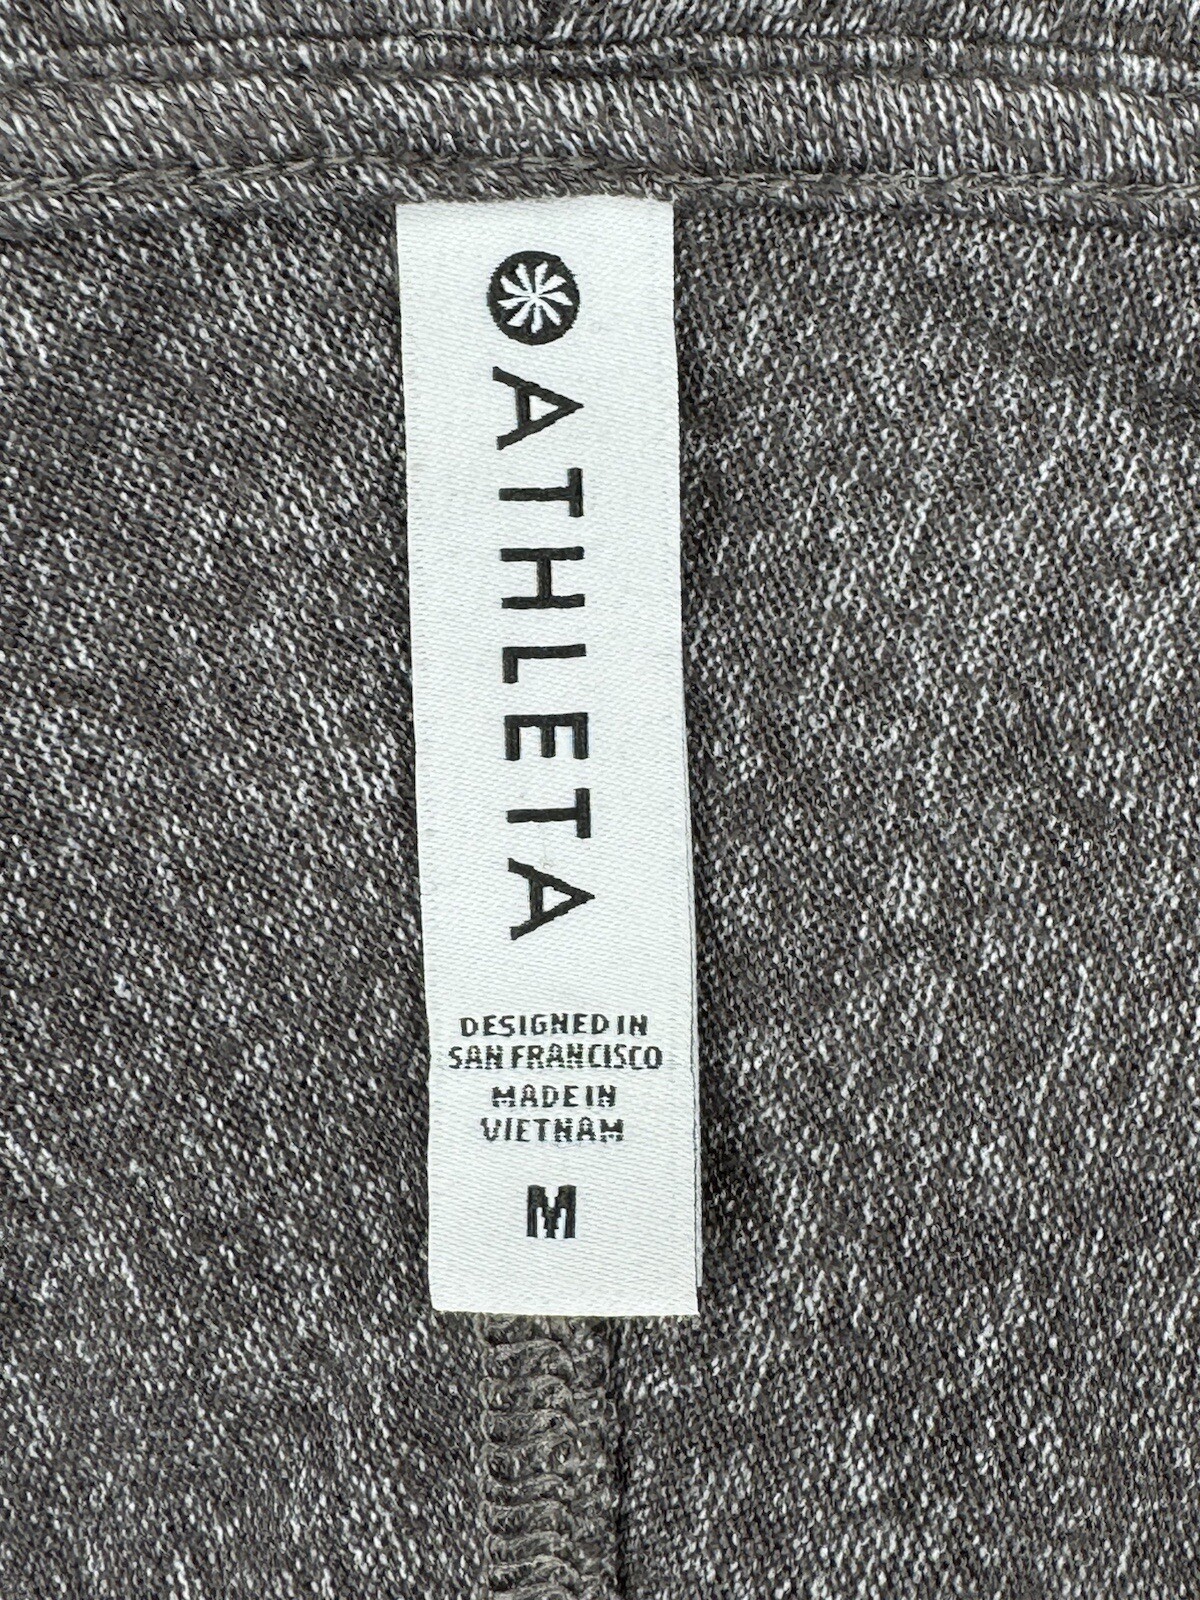 ATHLETA
DESIGNED IN
SAN FRANCISCO
MADE IN
VIETNAM
M